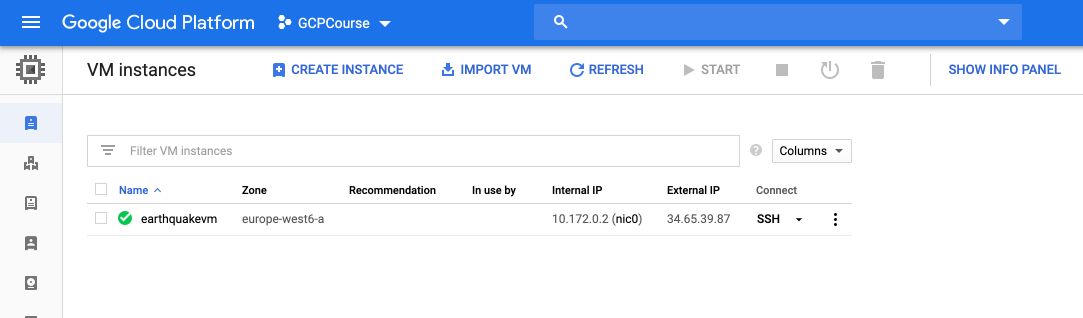 Google Cloud Platform GCPCourse
VM instances CREATE INSTANCE IMPORT VM REFRESH START SHOW INFO PANEL
Filter VM instances ? Columns
Name Zone Recommendation In use by Internal IP External IP Connect
earthquakevm europe-west6-a 10.172.0.2 (nic0) 34.65.39.87 SSH